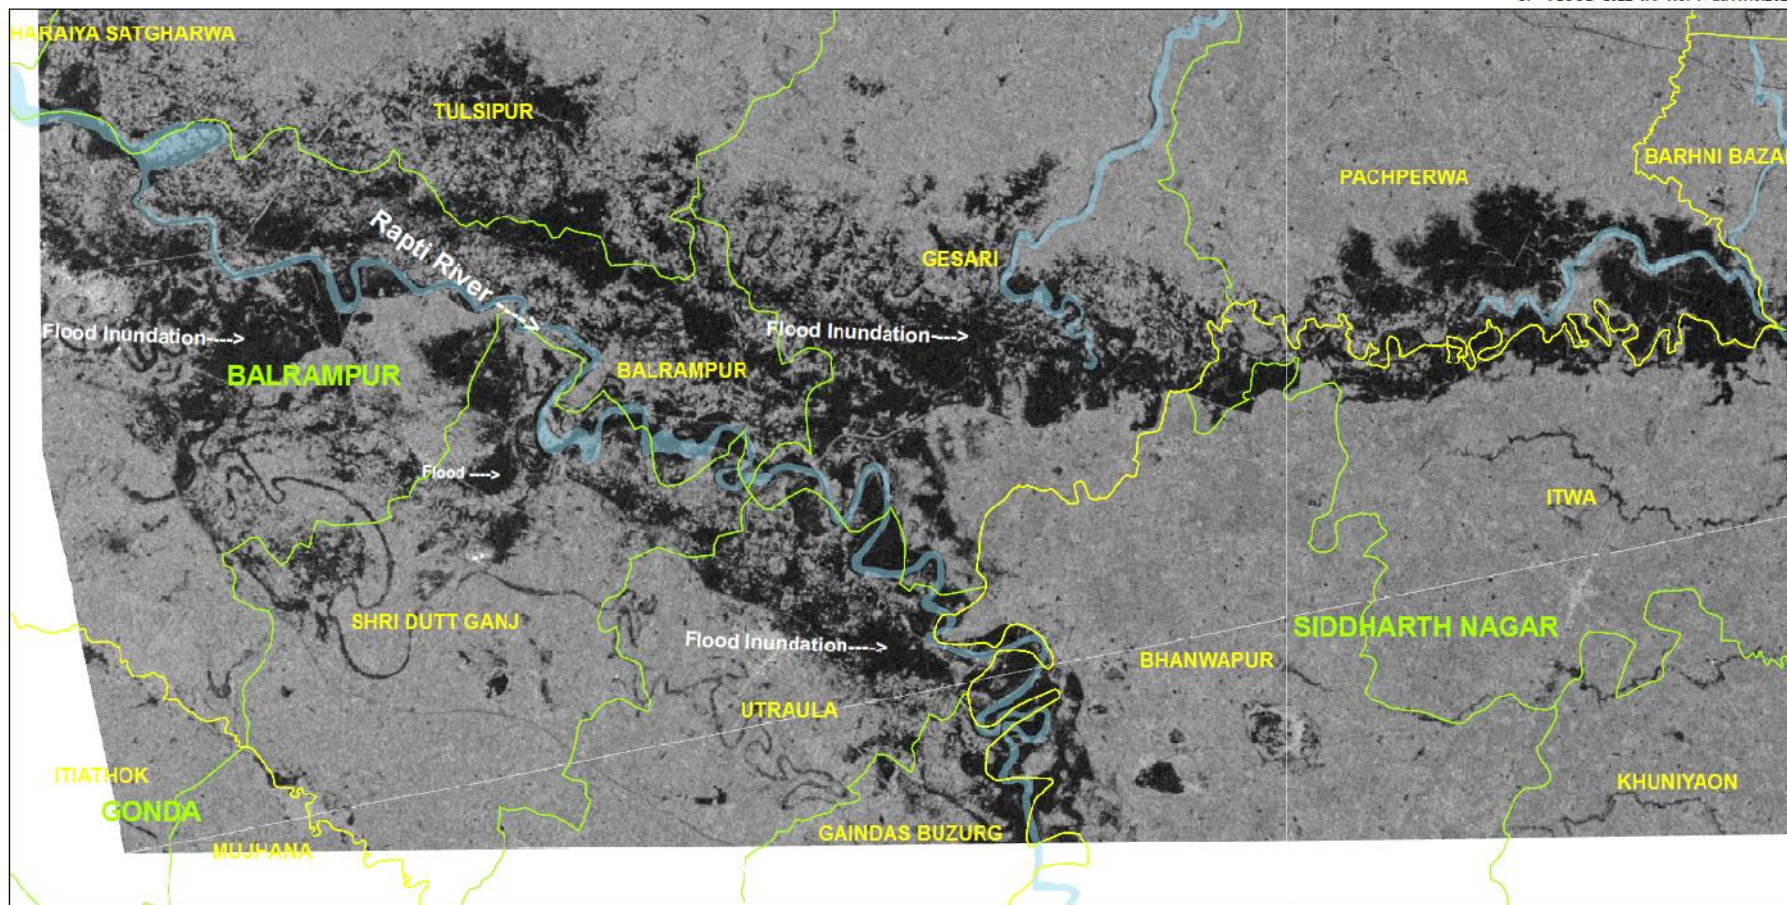 HARAIYA SATGHARWA
TULSIPUR
BARHNI BAZAI
PACHPERWA
Rapti River ---->
GESARI
Flood Inundation---->
Flood Inundation---->
BALRAMPUR
BALRAMPUR
Flood ---->
ITWA
SHRI DUTT GANJ
SIDDHARTH NAGAR
Flood Inundation---->
BHANWAPUR
UTRAULA
ITIATHOK
KHUNIYAON
GONDA
GAINDAS BUZURG
MUJHANA